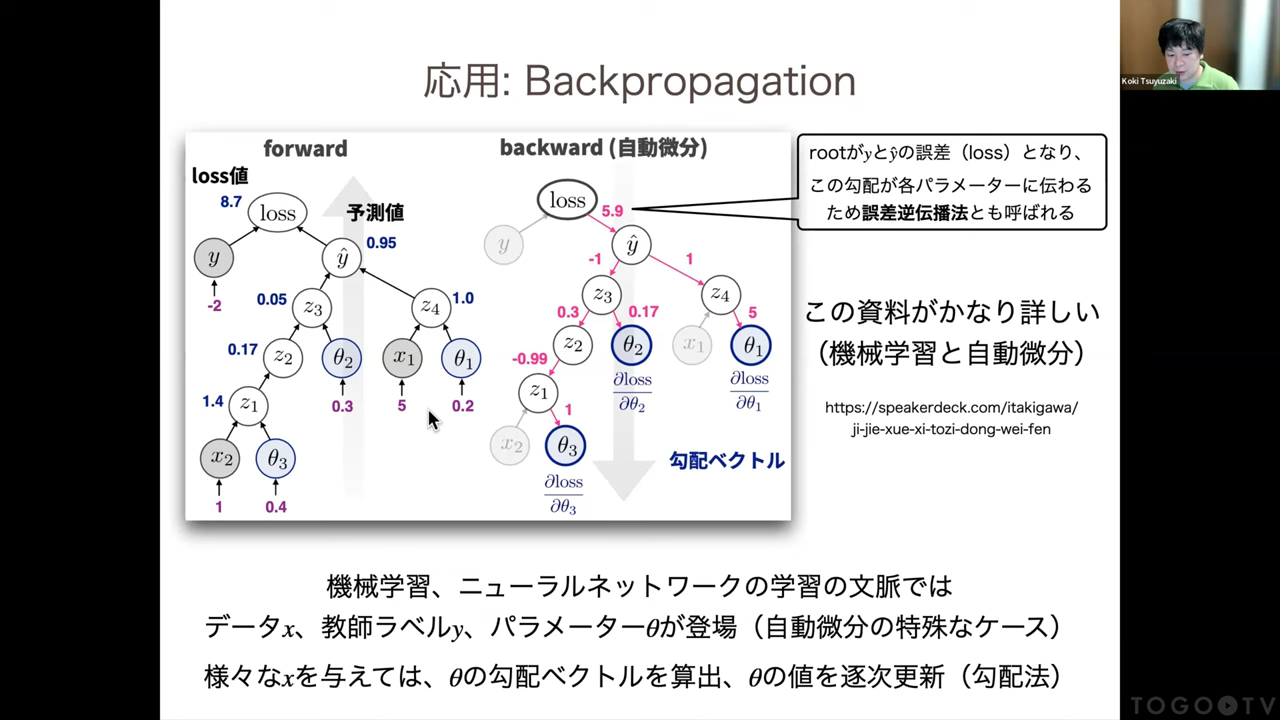 応用: Backpropagation
Koki Tsuyuzaki
forward
loss値
8.7
loss
予測値
y
ŷ
0.95
-2
0.05
z₃
z₄
1.0
0.17
z₂
θ₂
x₁
θ₁
1.4
z₁
0.3
5
0.2
x₂
θ₃
1
0.4
backward (自動微分)
loss
5.9
y
ŷ
-1
1
z₃
z₄
0.3
0.17
5
z₂
θ₂
x₁
θ₁
-0.99
∂loss
∂θ₂
∂loss
∂θ₁
z₁
1
x₂
θ₃
勾配ベクトル
∂loss
∂θ₃
rootがyとŷの誤差（loss）となり、
この勾配が各パラメーターに伝わる
ため誤差逆伝播法とも呼ばれる
この資料がかなり詳しい
（機械学習と自動微分）
https://speakerdeck.com/itakigawa/
ji-jie-xue-xi-tozi-dong-wei-fen
機械学習、ニューラルネットワークの学習の文脈では
データx、教師ラベルy、パラメーターθが登場（自動微分の特殊なケース）
様々なxを与えては、θの勾配ベクトルを算出、θの値を逐次更新（勾配法）
TOGOTV